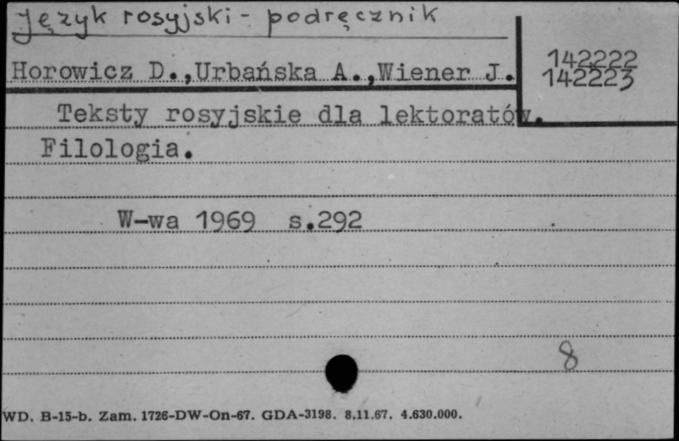 język rosyjski - podręcznik
142222
Horowicz D.,Urbańska A.,Wiener J.
142223
Teksty rosyjskie dla lektoratów.
Filologia.
W-wa 1969 s.292
8
WD. B-15-b. Zam. 1726-DW-On-67. GDA-3198. 8.11.67. 4.630.000.